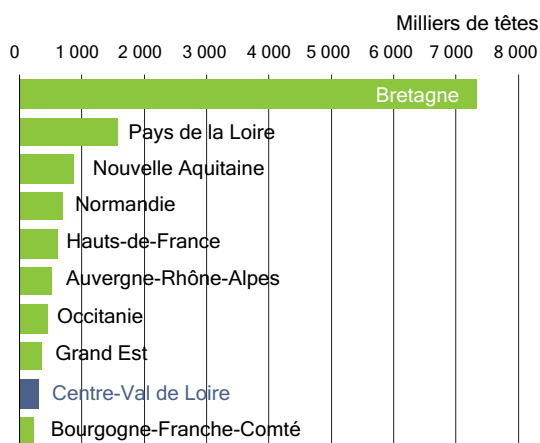 Milliers de têtes
0 1 000 2 000 3 000 4 000 5 000 6 000 7 000 8 000
Bretagne
Pays de la Loire
Nouvelle Aquitaine
Normandie
Hauts-de-France
Auvergne-Rhône-Alpes
Occitanie
Grand Est
Centre-Val de Loire
Bourgogne-Franche-Comté